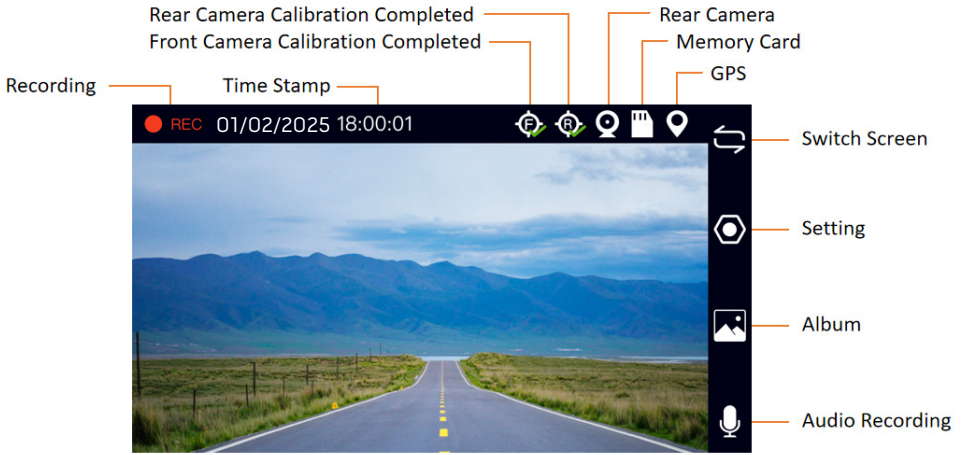 Rear Camera Calibration Completed
Rear Camera
Front Camera Calibration Completed
Memory Card
GPS
Recording
Time Stamp
REC 01/02/2025 18:00:01
F
R
Switch Screen
Setting
Album
Audio Recording